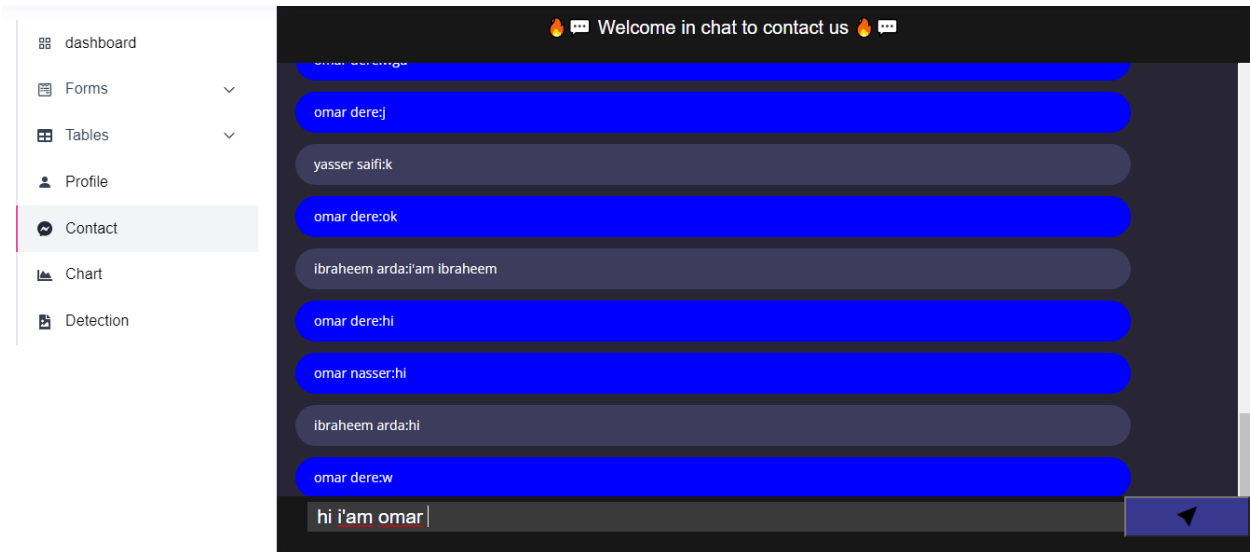 🔥💬 Welcome in chat to contact us 🔥💬
dashboard
Forms
Tables
Profile
Contact
Chart
Detection
omar dere:j
yasser saifi:k
omar dere:ok
ibraheem arda:i'am ibraheem
omar dere:hi
omar nasser:hi
ibraheem arda:hi
omar dere:w
hi i'am omar